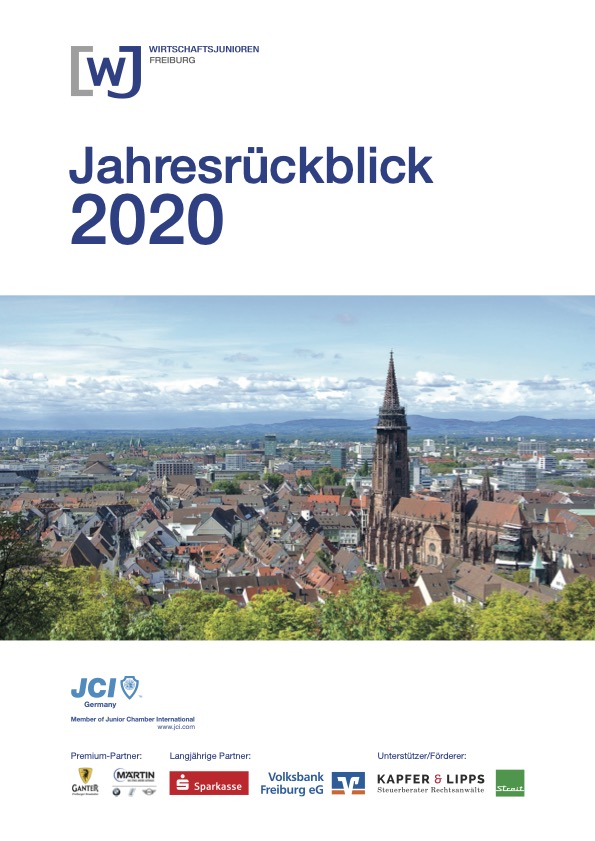 WJ
WIRTSCHAFTSJUNIOREN
FREIBURG
Jahresrückblick
2020
JCI
Germany
Member of Junior Chamber International
www.jci.com
Premium-Partner:
Langjährige Partner:
Unterstützer/Förderer:
GANTER
MÄRTIN
Sparkasse
Volksbank
Freiburg eG
KAPFER & LIPPS
Steuerberater Rechtsanwälte
Streit